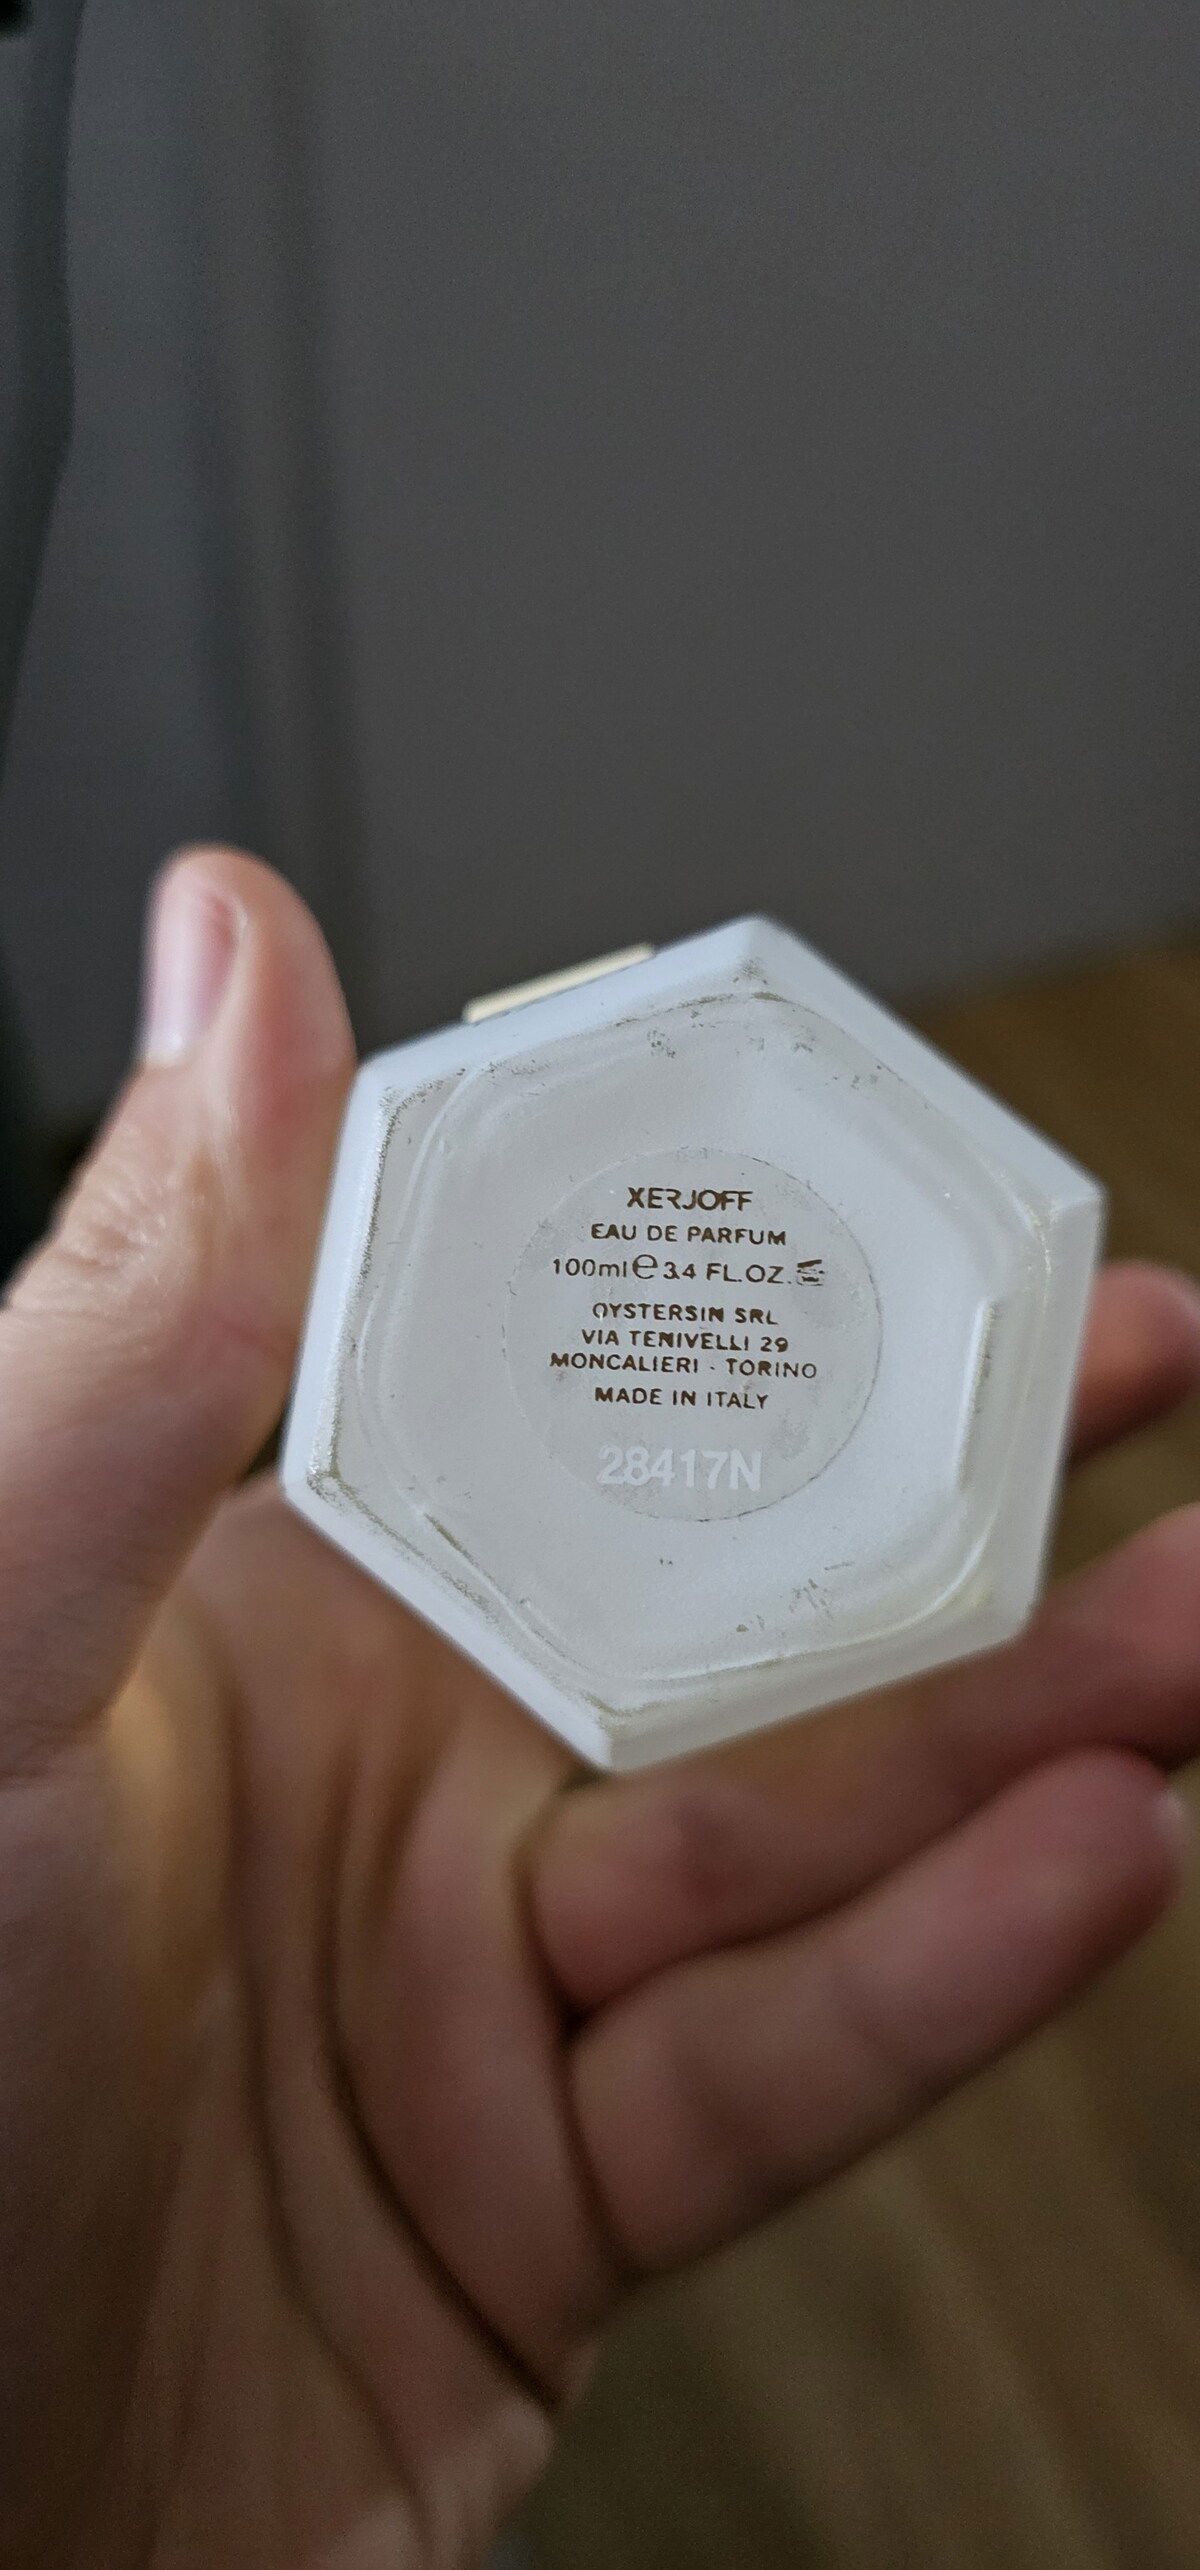 XERJOFF
EAU DE PARFUM
100ml ℮ 3.4 FL.OZ.
OYSTERSIN SRL
VIA TENIVELLI 29
MONCALIERI - TORINO
MADE IN ITALY
28417N